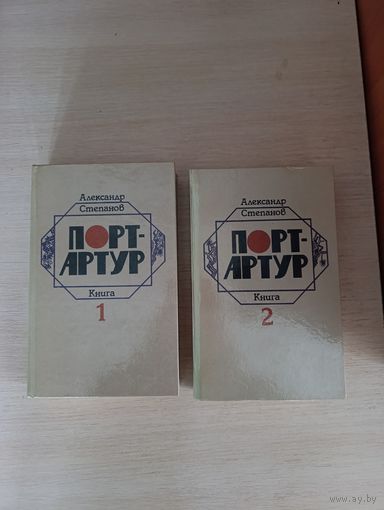 Александр
Степанов
ПОРТ-
АРТУР
Книга
1
Александр
Степанов
ПОРТ-
АРТУР
Книга
2
www.ay.by